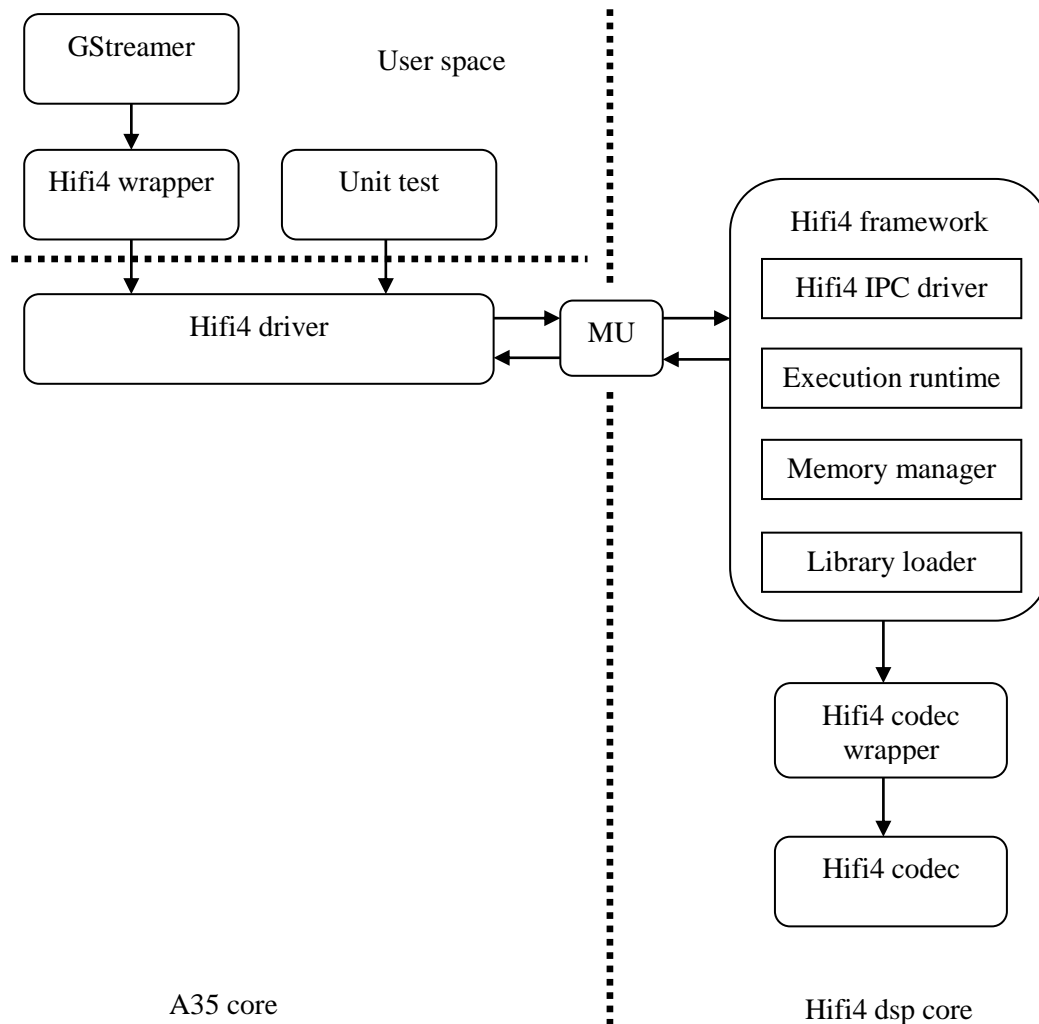 GStreamer
User space
Hifi4 wrapper
Unit test
Hifi4 driver
MU
Hifi4 framework
Hifi4 IPC driver
Execution runtime
Memory manager
Library loader
Hifi4 codec
wrapper
Hifi4 codec
A35 core
Hifi4 dsp core